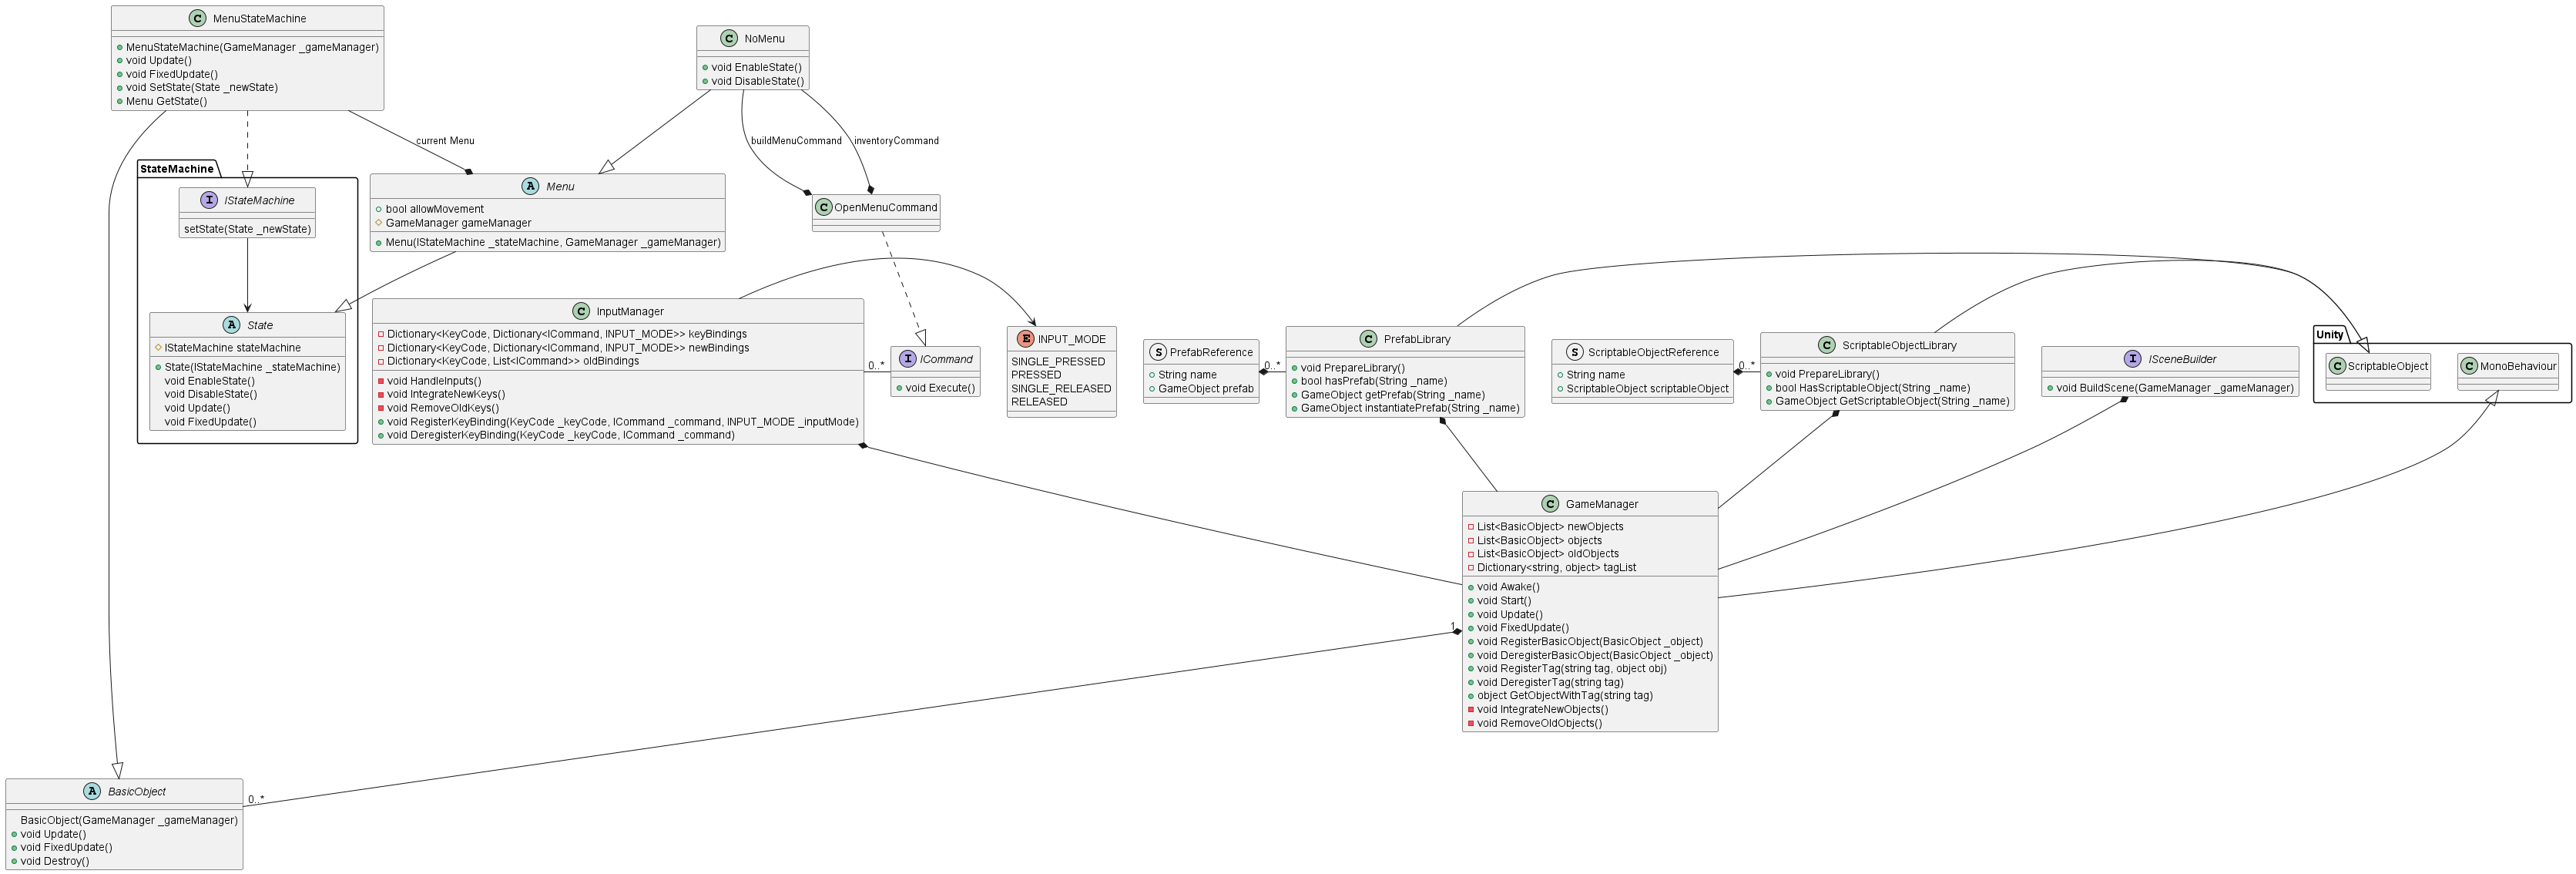 MenuStateMachine
MenuStateMachine(GameManager _gameManager)
void Update()
void FixedUpdate()
void SetState(State _newState)
Menu GetState()
NoMenu
void EnableState()
void DisableState()
current Menu
buildMenuCommand
inventoryCommand
StateMachine
IStateMachine
setState(State _newState)
Menu
bool allowMovement
GameManager gameManager
Menu(IStateMachine _stateMachine, GameManager _gameManager)
OpenMenuCommand
State
IStateMachine stateMachine
State(IStateMachine _stateMachine)
void EnableState()
void DisableState()
void Update()
void FixedUpdate()
InputManager
Dictionary<KeyCode, Dictionary<ICommand, INPUT_MODE>> keyBindings
Dictionary<KeyCode, Dictionary<ICommand, INPUT_MODE>> newBindings
Dictionary<KeyCode, List<ICommand>> oldBindings
void HandleInputs()
void IntegrateNewKeys()
void RemoveOldKeys()
void RegisterKeyBinding(KeyCode _keyCode, ICommand _command, INPUT_MODE _inputMode)
void DeregisterKeyBinding(KeyCode _keyCode, ICommand _command)
0..*
ICommand
void Execute()
INPUT_MODE
SINGLE_PRESSED
PRESSED
SINGLE_RELEASED
RELEASED
PrefabReference
String name
GameObject prefab
0..*
PrefabLibrary
void PrepareLibrary()
bool hasPrefab(String _name)
GameObject getPrefab(String _name)
GameObject instantiatePrefab(String _name)
ScriptableObjectReference
String name
ScriptableObject scriptableObject
0..*
ScriptableObjectLibrary
void PrepareLibrary()
bool HasScriptableObject(String _name)
GameObject GetScriptableObject(String _name)
ISceneBuilder
void BuildScene(GameManager _gameManager)
Unity
ScriptableObject
MonoBehaviour
GameManager
List<BasicObject> newObjects
List<BasicObject> objects
List<BasicObject> oldObjects
Dictionary<string, object> tagList
void Awake()
void Start()
void Update()
void FixedUpdate()
void RegisterBasicObject(BasicObject _object)
void DeregisterBasicObject(BasicObject _object)
void RegisterTag(string tag, object obj)
void DeregisterTag(string tag)
object GetObjectWithTag(string tag)
void IntegrateNewObjects()
void RemoveOldObjects()
1
0..*
BasicObject
BasicObject(GameManager _gameManager)
void Update()
void FixedUpdate()
void Destroy()